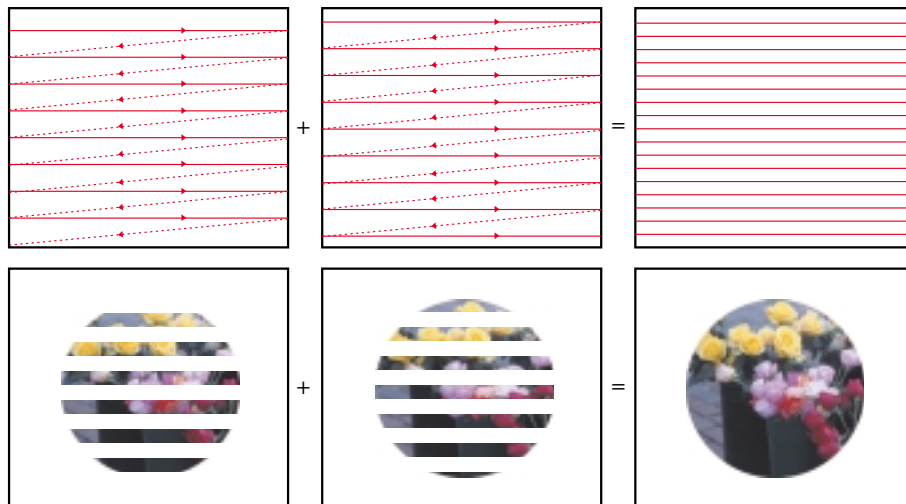 + =
+ =